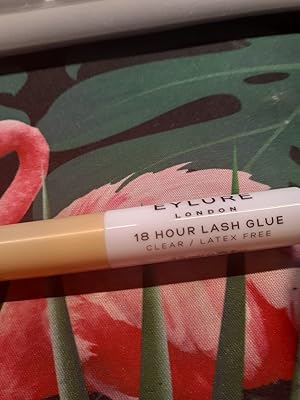 EYLURE
LONDON
18 HOUR LASH GLUE
CLEAR / LATEX FREE